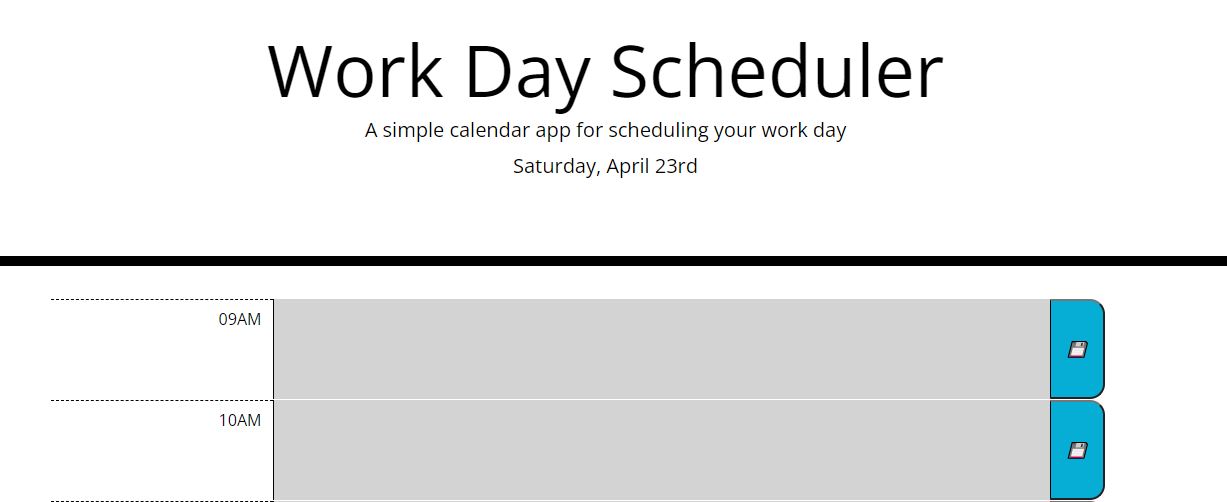 Work Day Scheduler
A simple calendar app for scheduling your work day
Saturday, April 23rd
09AM
10AM